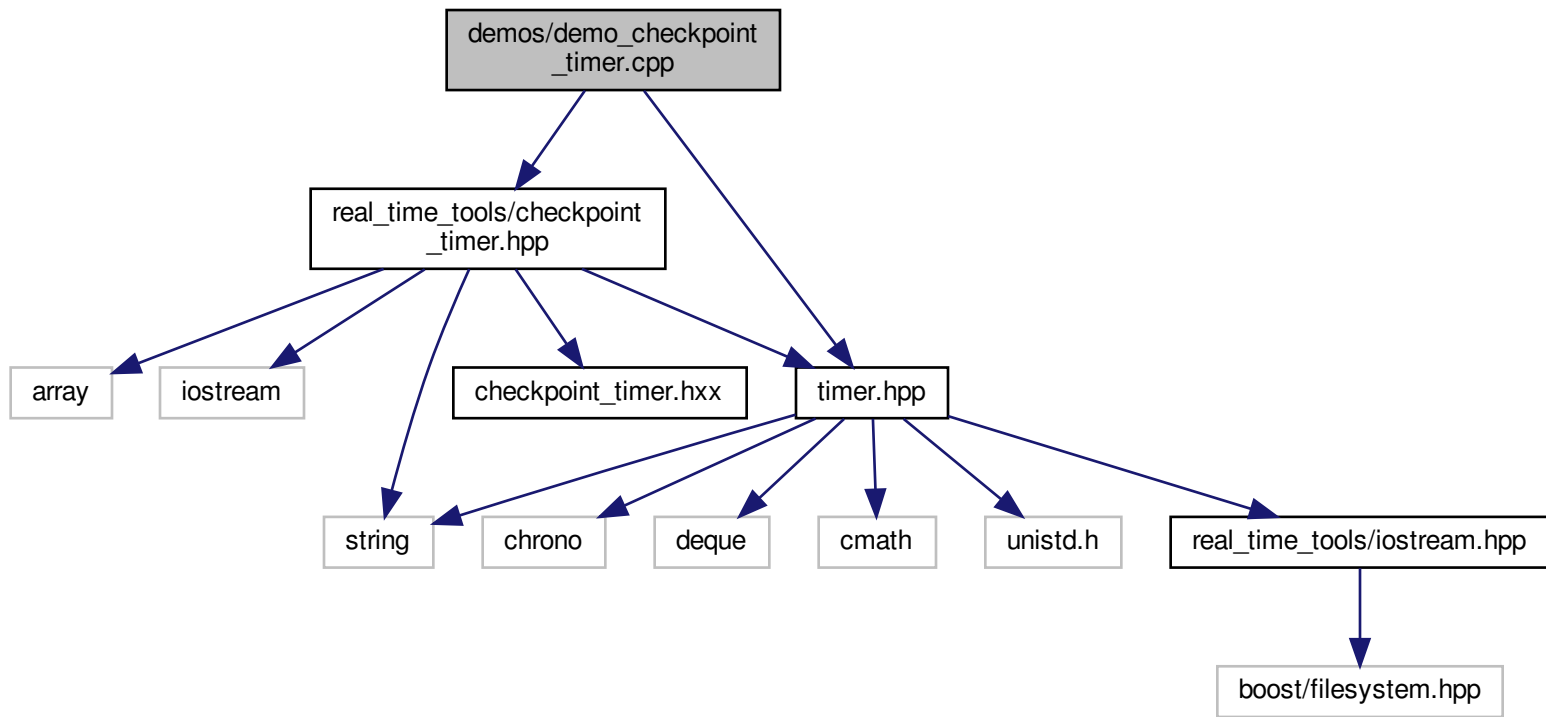 demos/demo_checkpoint
_timer.cpp
real_time_tools/checkpoint
_timer.hpp
array
iostream
checkpoint_timer.hxx
timer.hpp
string
chrono
deque
cmath
unistd.h
real_time_tools/iostream.hpp
boost/filesystem.hpp